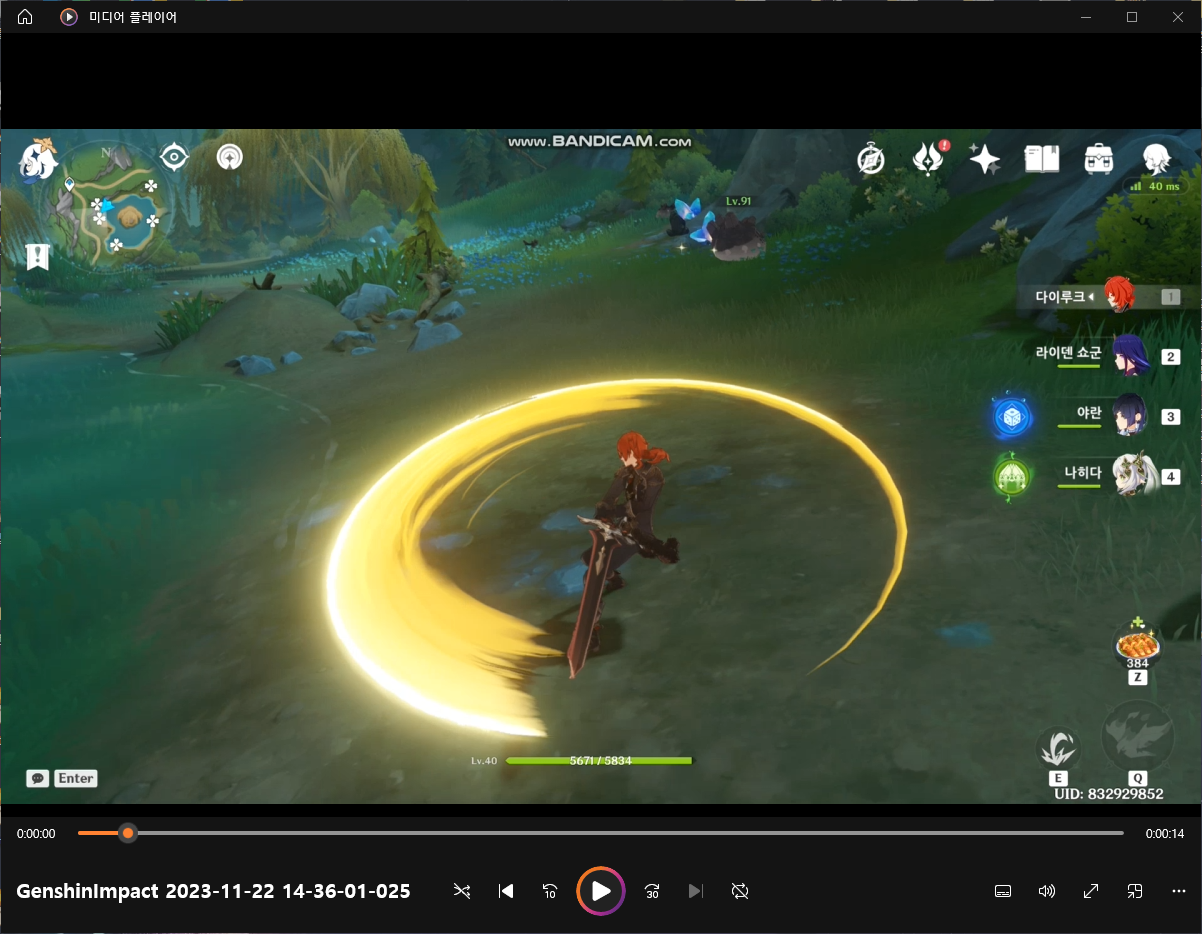 미디어 플레이어
www.BANDICAM.com
N
40 ms
Lv.91
다이루크 1
라이덴 쇼군 2
야란 3
나히다 4
384
Z
Lv.40 5671 / 5834
Enter
E Q
UID: 832929852
0:00:00 0:00:14
GenshinImpact 2023-11-22 14-36-01-025
10 30